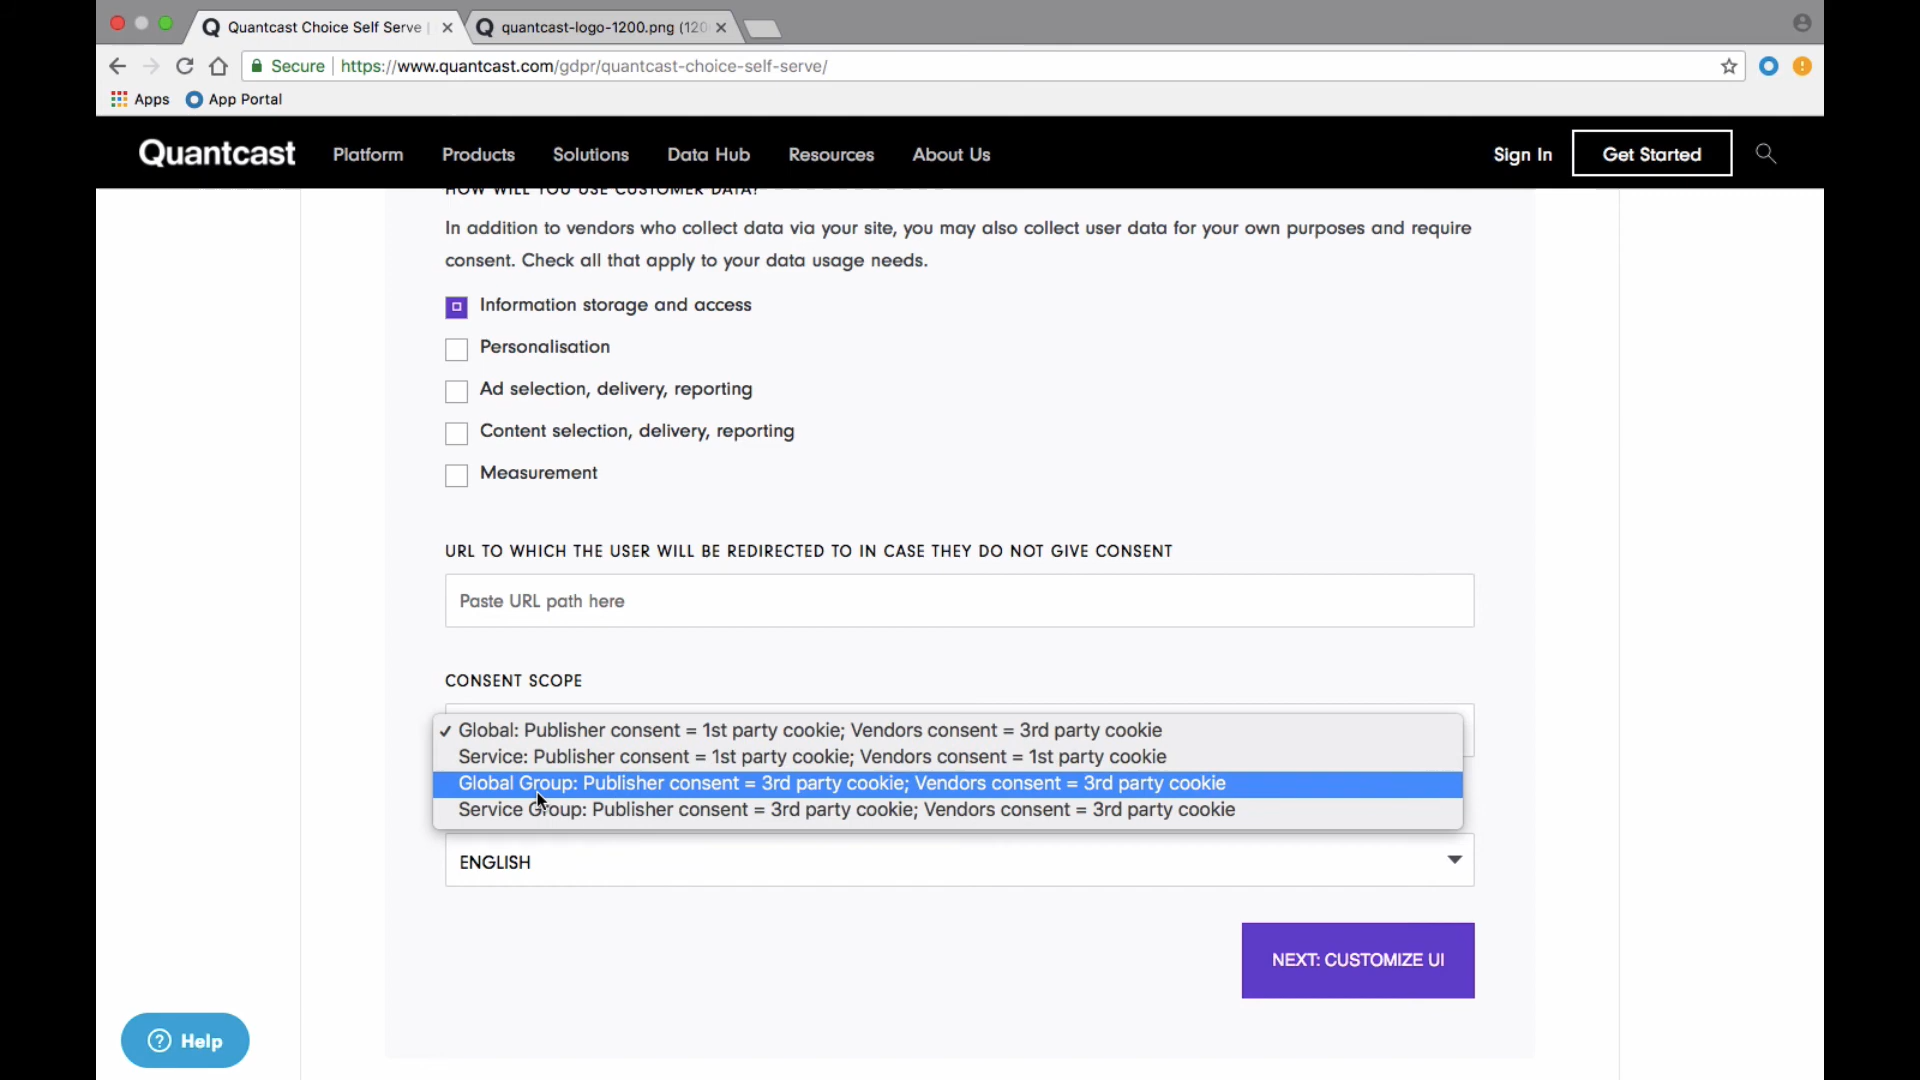 Quantcast Choice Self Serve |
quantcast-logo-1200.png (120
Secure
https://www.quantcast.com/gdpr/quantcast-choice-self-serve/
Apps
App Portal
Quantcast
Platform
Products
Solutions
Data Hub
Resources
About Us
Sign In
Get Started
HOW WILL YOU USE CUSTOMER DATA?
In addition to vendors who collect data via your site, you may also collect user data for your own purposes and require
consent. Check all that apply to your data usage needs.
Information storage and access
Personalisation
Ad selection, delivery, reporting
Content selection, delivery, reporting
Measurement
URL TO WHICH THE USER WILL BE REDIRECTED TO IN CASE THEY DO NOT GIVE CONSENT
Paste URL path here
CONSENT SCOPE
✓ Global: Publisher consent = 1st party cookie; Vendors consent = 3rd party cookie
Service: Publisher consent = 1st party cookie; Vendors consent = 1st party cookie
Global Group: Publisher consent = 3rd party cookie; Vendors consent = 3rd party cookie
Service Group: Publisher consent = 3rd party cookie; Vendors consent = 3rd party cookie
ENGLISH
NEXT: CUSTOMIZE UI
? Help